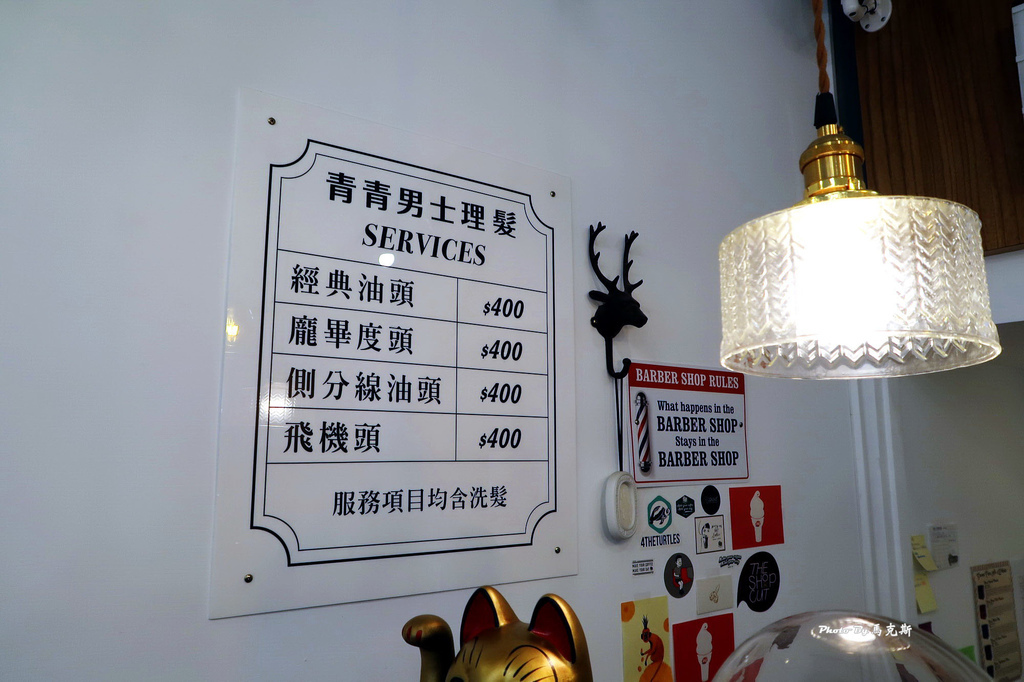 青青男士理髮
SERVICES
經典油頭 $400
龐畢度頭 $400
側分線油頭 $400
飛機頭 $400
服務項目均含洗髮
BARBER SHOP RULES
What happens in the
BARBER SHOP
Stays in the
BARBER SHOP
4THETURTLES
THE
SHOP
CUIT
Photo By 馬克斯